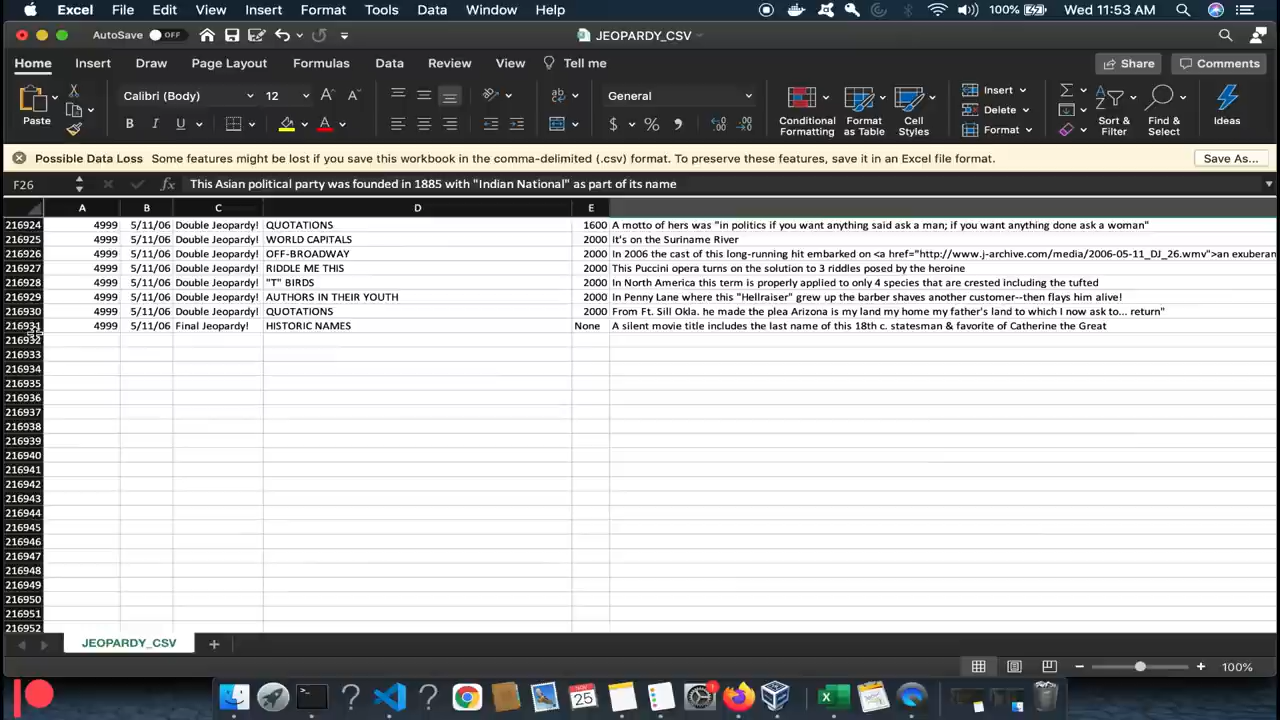 Excel File Edit View Insert Format Tools Data Window Help 100% Wed 11:53 AM
AutoSave OFF JEOPARDY_CSV
Home Insert Draw Page Layout Formulas Data Review View Tell me Share Comments
Paste Calibri (Body) 12 A A General Conditional Formatting Format as Table Cell Styles Insert Delete Format Sort & Filter Find & Select Ideas
B I U A $ %
Possible Data Loss Some features might be lost if you save this workbook in the comma-delimited (.csv) format. To preserve these features, save it in an Excel file format. Save As...
F26 fx This Asian political party was founded in 1885 with "Indian National" as part of its name
A B C D E
216924 4999 5/11/06 Double Jeopardy! QUOTATIONS 1600 A motto of hers was "in politics if you want anything said ask a man; if you want anything done ask a woman"
216925 4999 5/11/06 Double Jeopardy! WORLD CAPITALS 2000 It's on the Suriname River
216926 4999 5/11/06 Double Jeopardy! OFF-BROADWAY 2000 In 2006 the cast of this long-running hit embarked on <a href="http://www.j-archive.com/media/2006-05-11_DJ_26.wmv">an exuberan
216927 4999 5/11/06 Double Jeopardy! RIDDLE ME THIS 2000 This Puccini opera turns on the solution to 3 riddles posed by the heroine
216928 4999 5/11/06 Double Jeopardy! "T" BIRDS 2000 In North America this term is properly applied to only 4 species that are crested including the tufted
216929 4999 5/11/06 Double Jeopardy! AUTHORS IN THEIR YOUTH 2000 In Penny Lane where this "Hellraiser" grew up the barber shaves another customer--then flays him alive!
216930 4999 5/11/06 Double Jeopardy! QUOTATIONS 2000 From Ft. Sill Okla. he made the plea Arizona is my land my home my father's land to which I now ask to... return"
216931 4999 5/11/06 Final Jeopardy! HISTORIC NAMES None A silent movie title includes the last name of this 18th c. statesman & favorite of Catherine the Great
216932
216933
216934
216935
216936
216937
216938
216939
216940
216941
216942
216943
216944
216945
216946
216947
216948
216949
216950
216951
216952
JEOPARDY_CSV +
100%
NOV 25 1